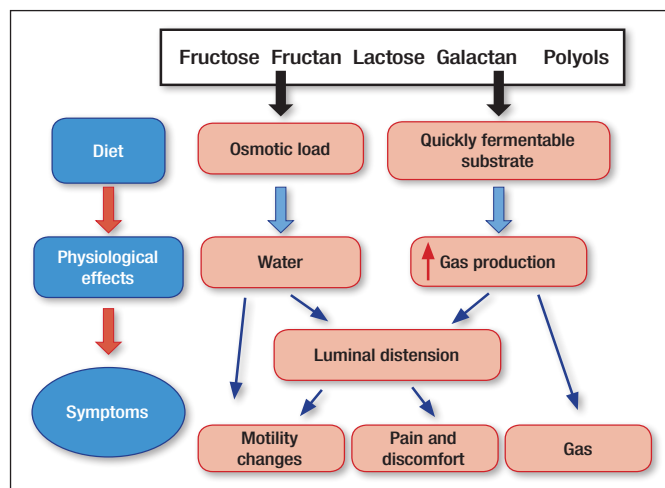 Fructose Fructan Lactose Galactan Polyols
Diet
Osmotic load
Quickly fermentable
substrate
Physiological
effects
Water
Gas production
Luminal distension
Symptoms
Motility
changes
Pain and
discomfort
Gas